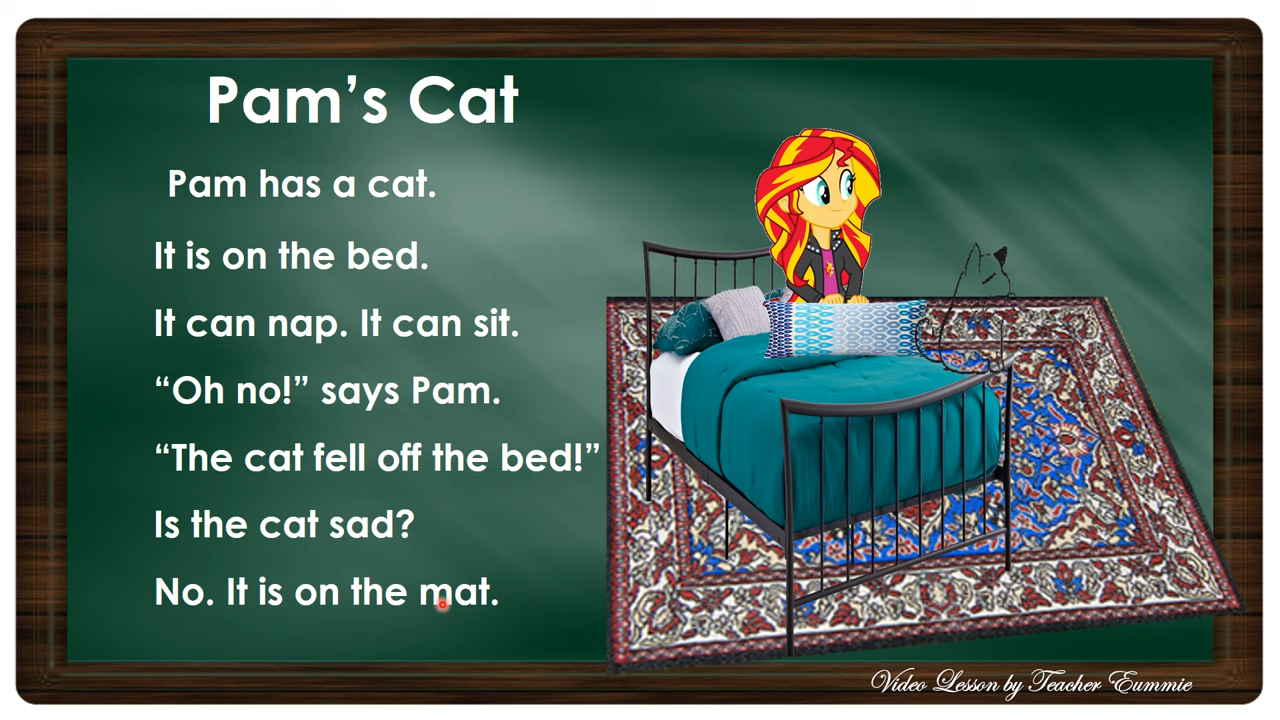 Pam’s Cat
Pam has a cat.
It is on the bed.
It can nap. It can sit.
“Oh no!” says Pam.
“The cat fell off the bed!”
Is the cat sad?
No. It is on the mat.
Video Lesson by Teacher Eummie